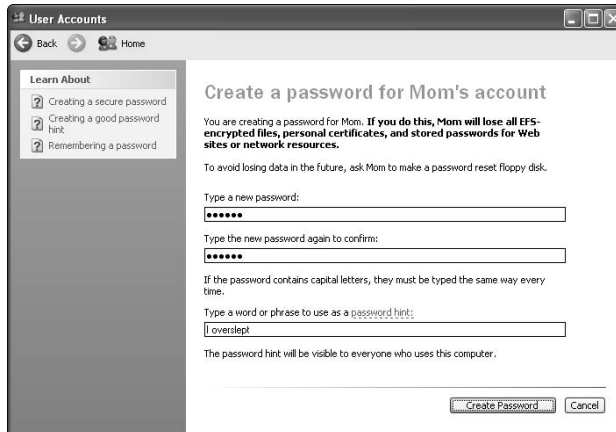 User Accounts
Back Home
Learn About
Creating a secure password
Creating a good password
hint
Remembering a password
Create a password for Mom's account
You are creating a password for Mom. If you do this, Mom will lose all EFS-
encrypted files, personal certificates, and stored passwords for Web
sites or network resources.
To avoid losing data in the future, ask Mom to make a password reset floppy disk.
Type a new password:
••••••
Type the new password again to confirm:
••••••
If the password contains capital letters, they must be typed the same way every
time.
Type a word or phrase to use as a password hint:
I overslept
The password hint will be visible to everyone who uses this computer.
Create Password Cancel